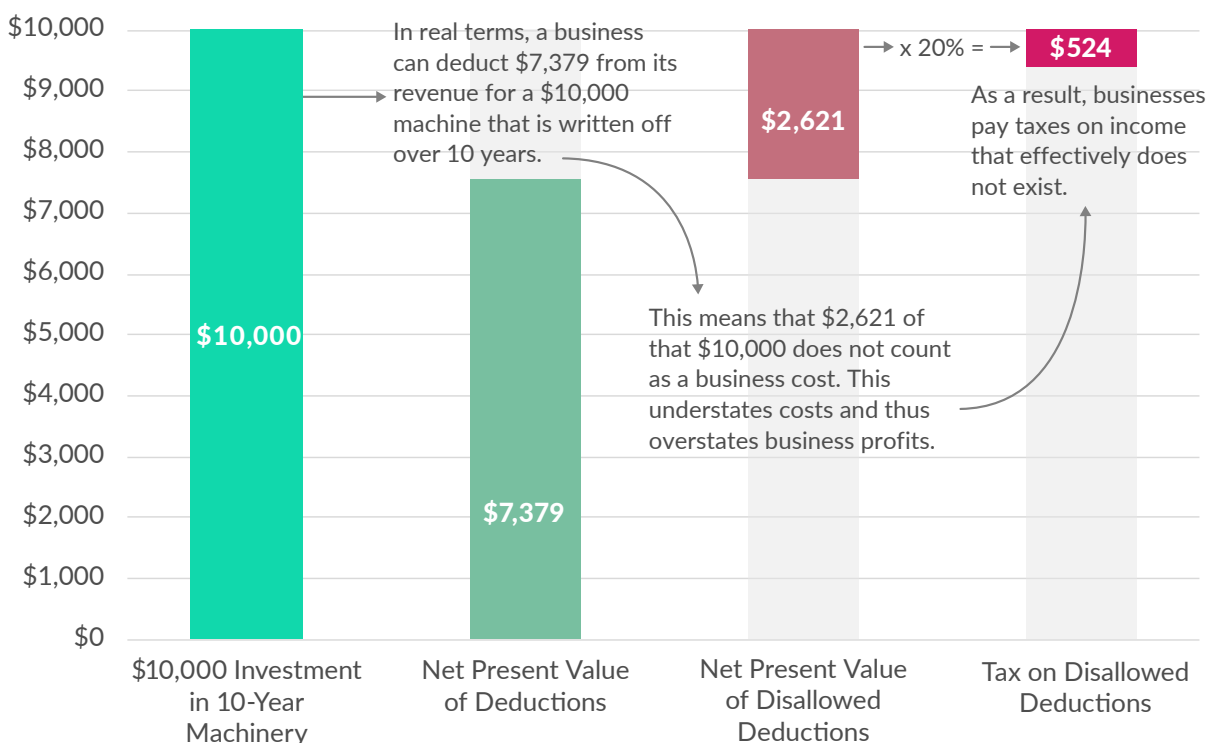 $10,000
$9,000
$8,000
$7,000
$6,000
$5,000
$4,000
$3,000
$2,000
$1,000
$0
$10,000
In real terms, a business
can deduct $7,379 from its
revenue for a $10,000
machine that is written off
over 10 years.
$7,379
$2,621
This means that $2,621 of
that $10,000 does not count
as a business cost. This
understates costs and thus
overstates business profits.
x 20% =
$524
As a result, businesses
pay taxes on income
that effectively does
not exist.
$10,000 Investment
in 10-Year
Machinery
Net Present Value
of Deductions
Net Present Value
of Disallowed
Deductions
Tax on Disallowed
Deductions